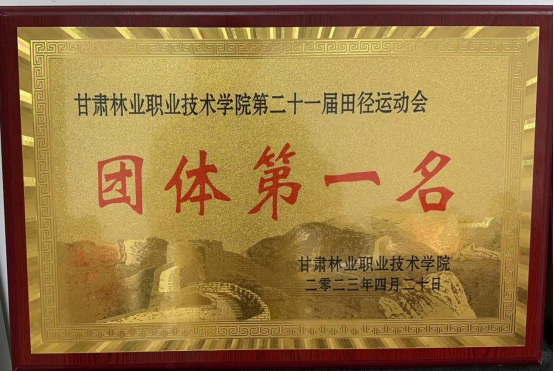 甘肃林业职业技术学院第二十一届田径运动会
团体第一名
甘肃林业职业技术学院
二零二三年四月二十日